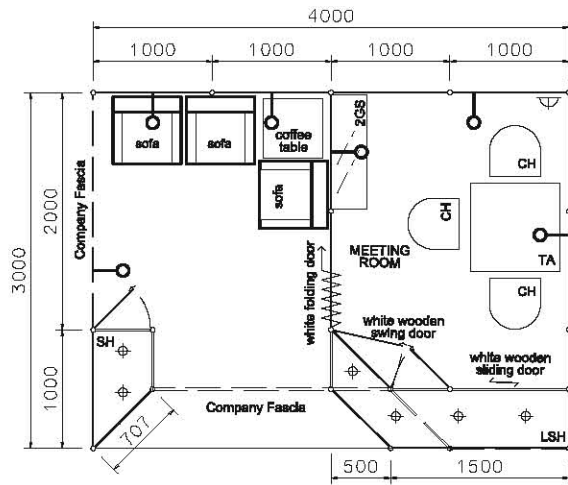 4000
1000
1000
1000
1000
sofa
sofa
coffee
table
2GS
CH
sofa
CH
TA
CH
Company Fascia
2000
3000
MEETING
ROOM
white folding door
white wooden
swing door
white wooden
sliding door
SH
1000
Company Fascia
707
LSH
500
1500